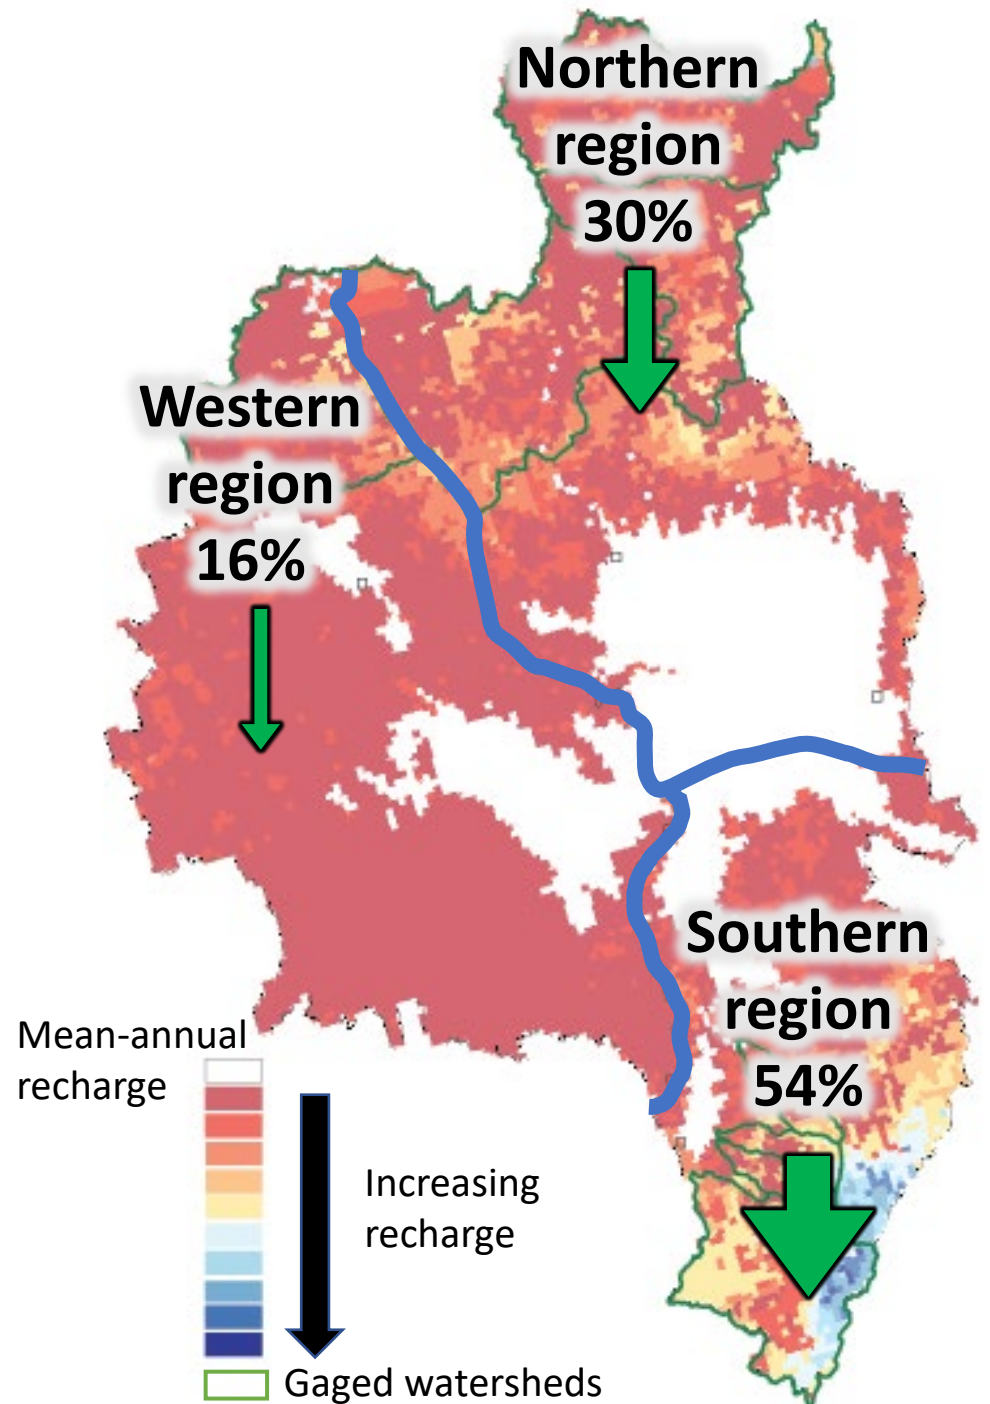 Northern
region
30%
Western
region
16%
Southern
region
54%
Mean-annual
recharge
Increasing
recharge
Gaged watersheds